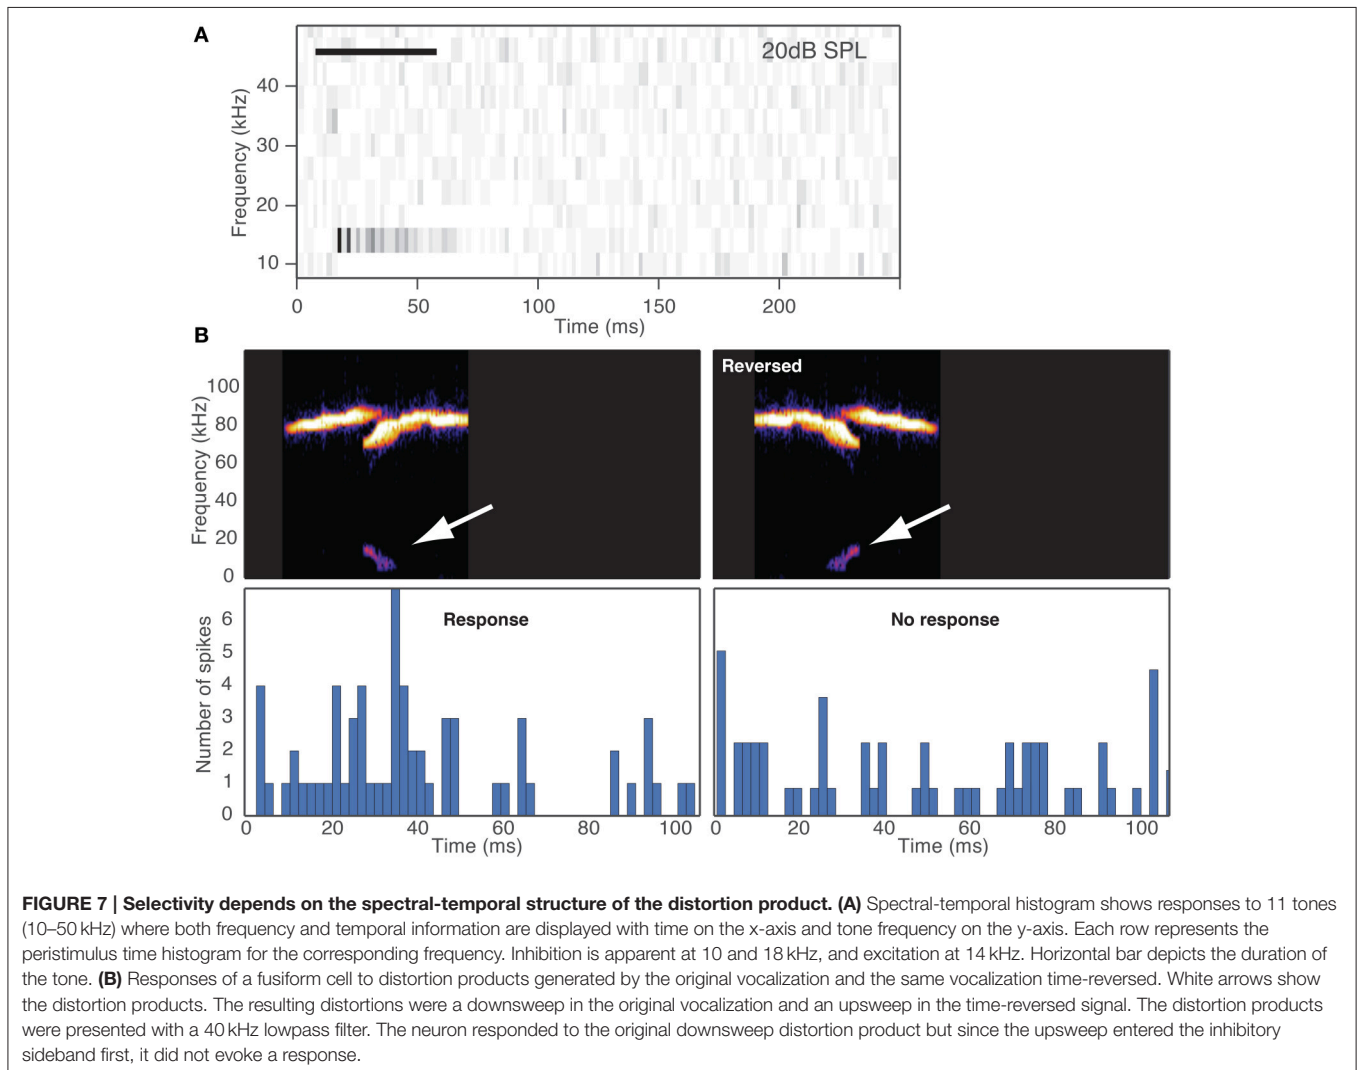 A
20dB SPL
Frequency (kHz)
40
30
20
10
0 50 100 150 200
Time (ms)
B
Reversed
Frequency (kHz)
100
80
60
40
20
0
Response
No response
Number of spikes
6
5
4
3
2
1
0
0 20 40 60 80 100
0 20 40 60 80 100
Time (ms)
Time (ms)
FIGURE 7 | Selectivity depends on the spectral-temporal structure of the distortion product. (A) Spectral-temporal histogram shows responses to 11 tones
(10–50 kHz) where both frequency and temporal information are displayed with time on the x-axis and tone frequency on the y-axis. Each row represents the
peristimulus time histogram for the corresponding frequency. Inhibition is apparent at 10 and 18 kHz, and excitation at 14 kHz. Horizontal bar depicts the duration of
the tone. (B) Responses of a fusiform cell to distortion products generated by the original vocalization and the same vocalization time-reversed. White arrows show
the distortion products. The resulting distortions were a downsweep in the original vocalization and an upsweep in the time-reversed signal. The distortion products
were presented with a 40 kHz lowpass filter. The neuron responded to the original downsweep distortion product but since the upsweep entered the inhibitory
sideband first, it did not evoke a response.